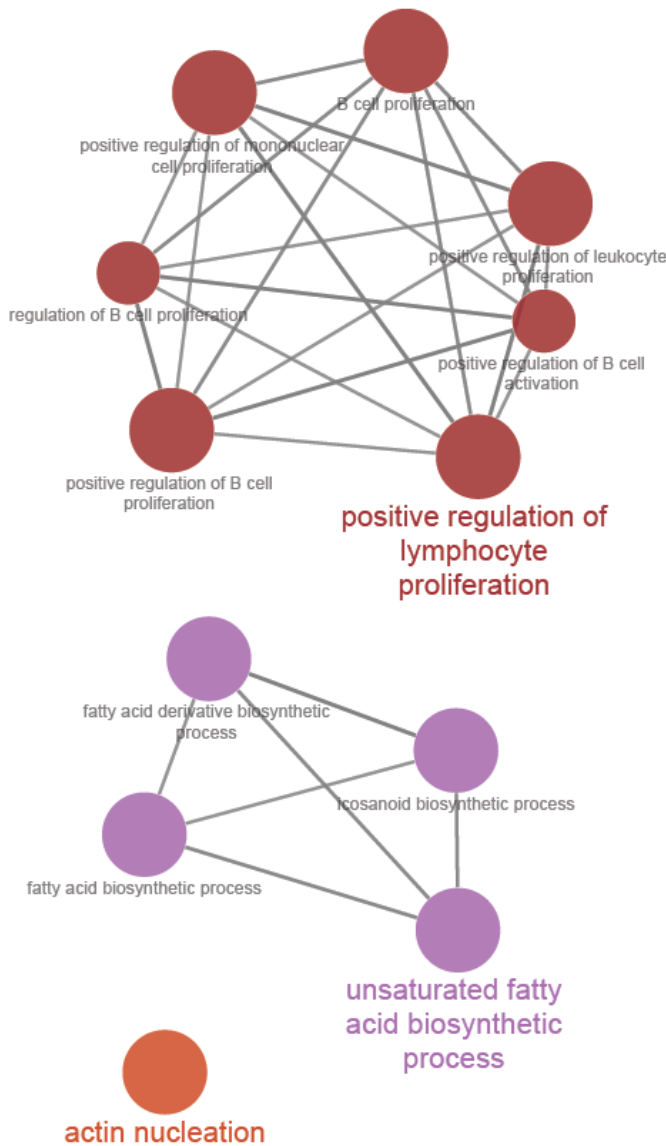 B cell proliferation
positive regulation of mononuclear
cell proliferation
positive regulation of leukocyte
proliferation
regulation of B cell proliferation
positive regulation of B cell
activation
positive regulation of B cell
proliferation
positive regulation of
lymphocyte
proliferation
fatty acid derivative biosynthetic
process
icosanoid biosynthetic process
fatty acid biosynthetic process
unsaturated fatty
acid biosynthetic
process
actin nucleation